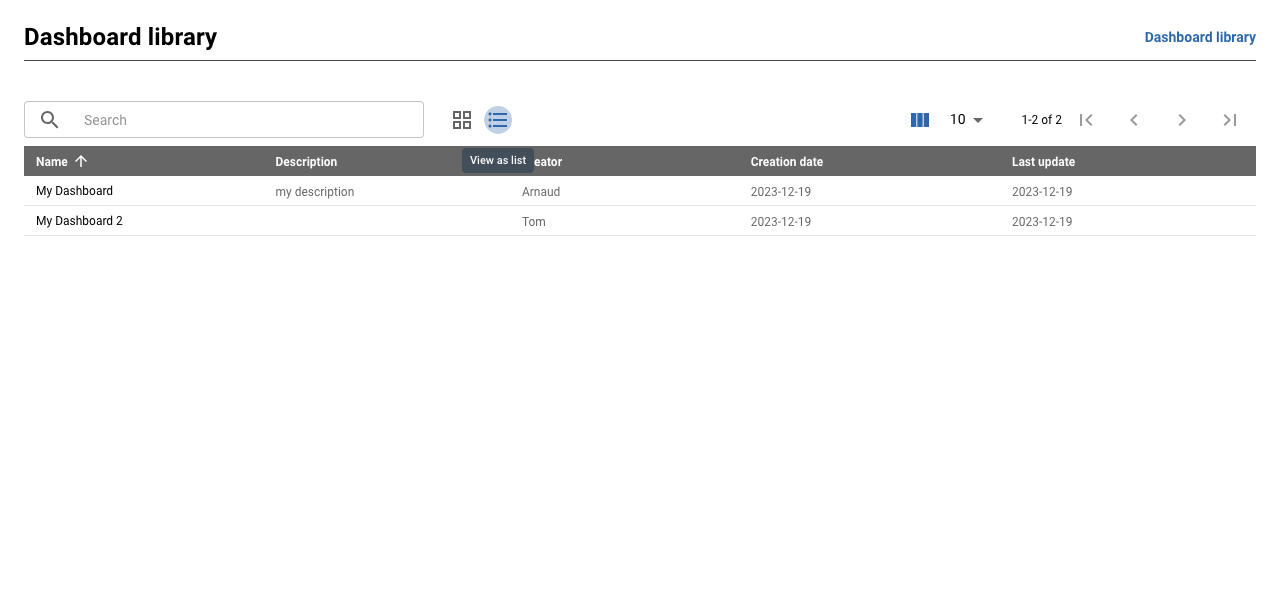 Dashboard library
Dashboard library
Search
10
1-2 of 2
Name Description eator Creation date Last update
View as list
My Dashboard my description Arnaud 2023-12-19 2023-12-19
My Dashboard 2 Tom 2023-12-19 2023-12-19